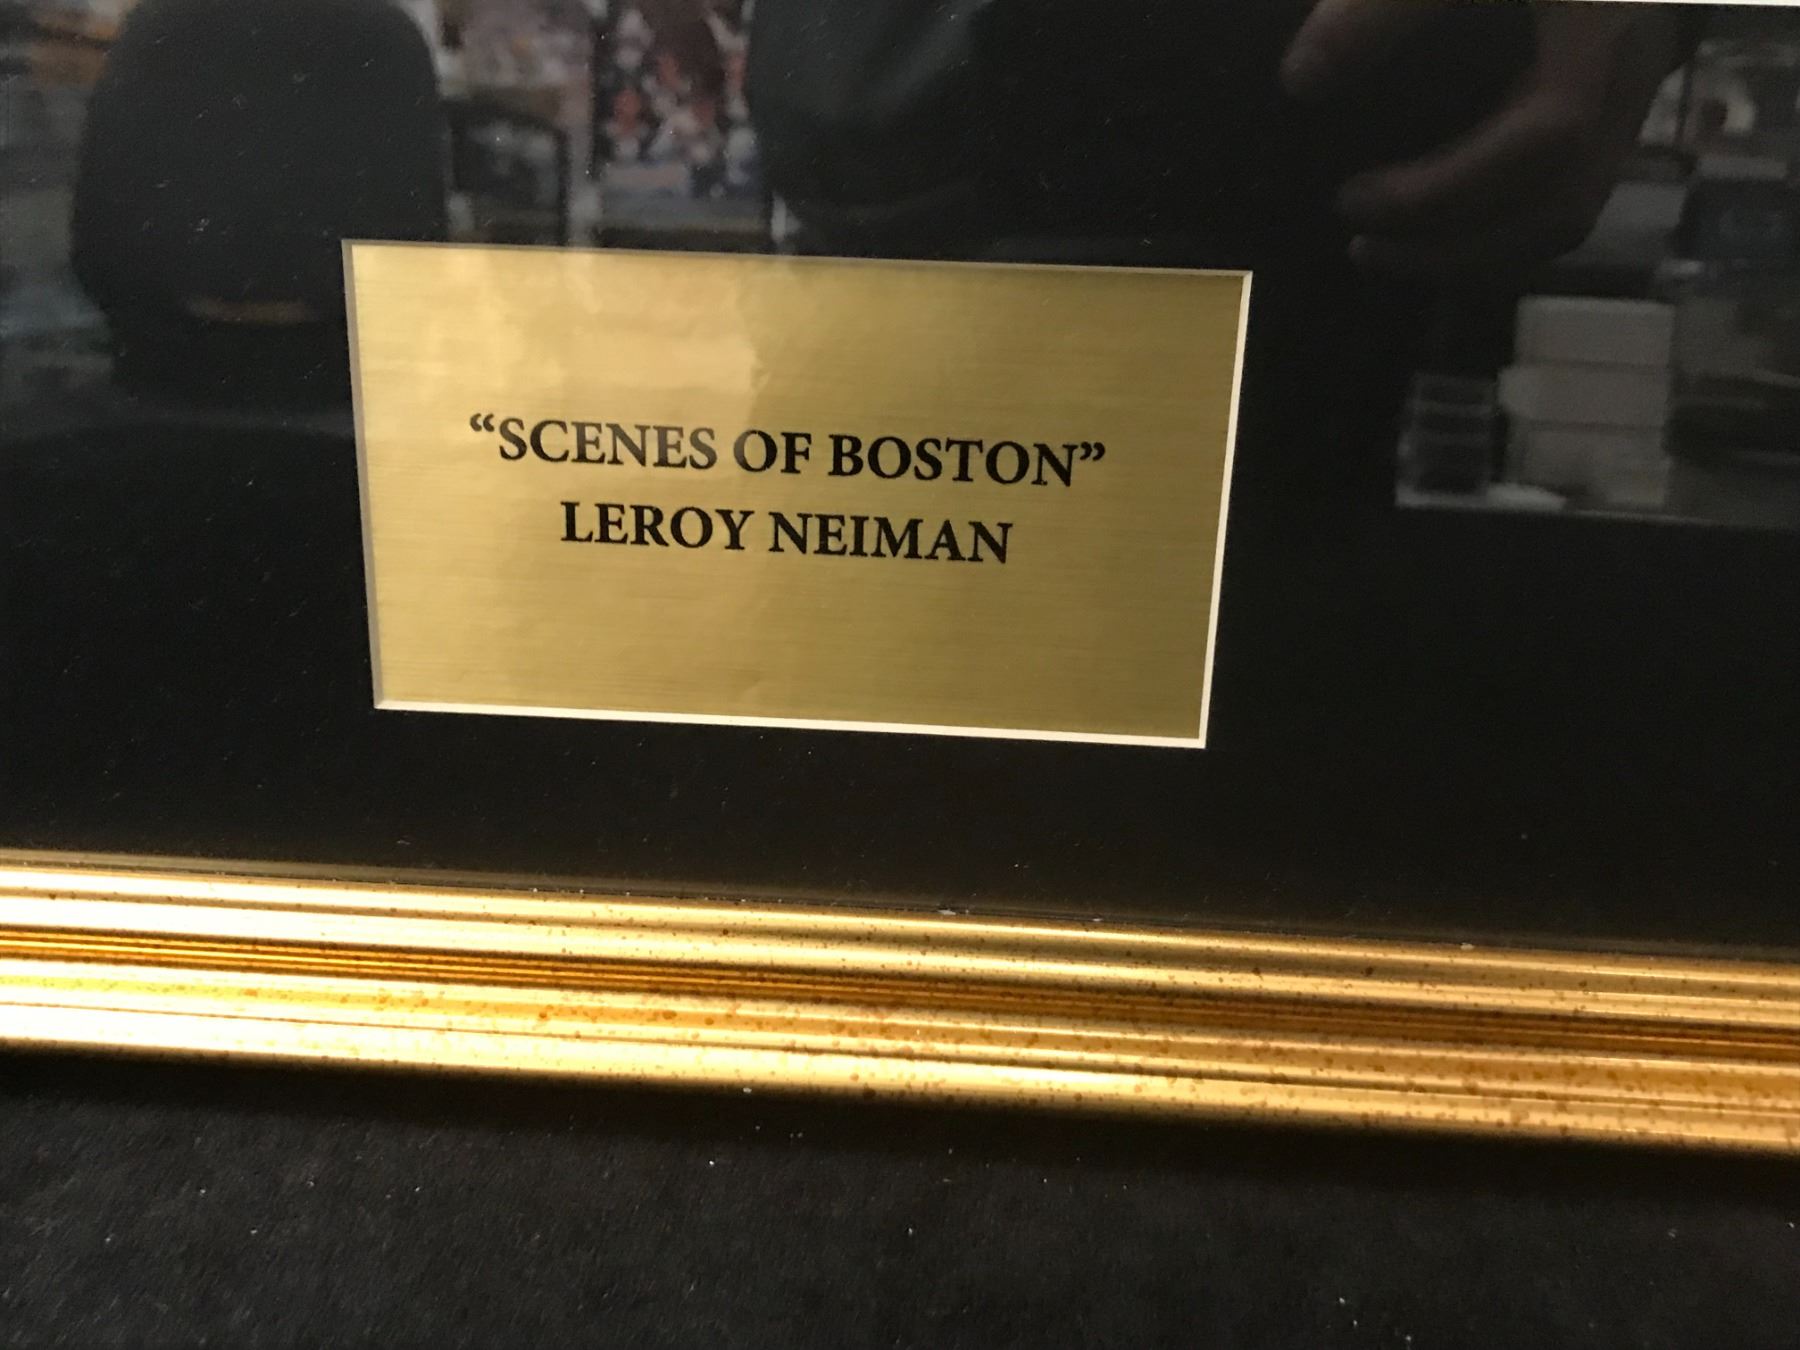 “SCENES OF BOSTON”
LEROY NEIMAN